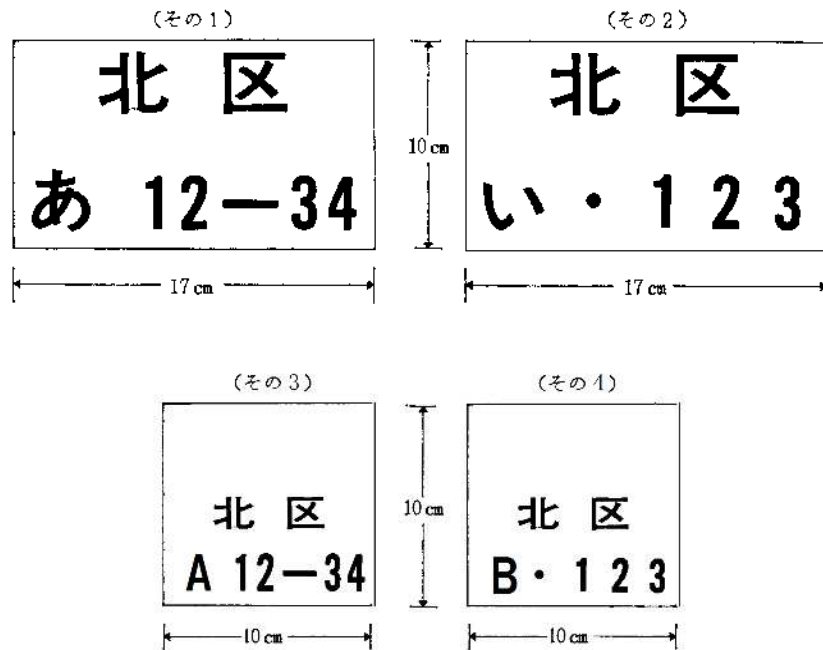 (その1)
北 区
あ 12-34
(その2)
北 区
い・1 2 3
10cm
17cm
17cm
(その3)
北 区
A 12-34
(その4)
北 区
B・1 2 3
10cm
10cm
10cm